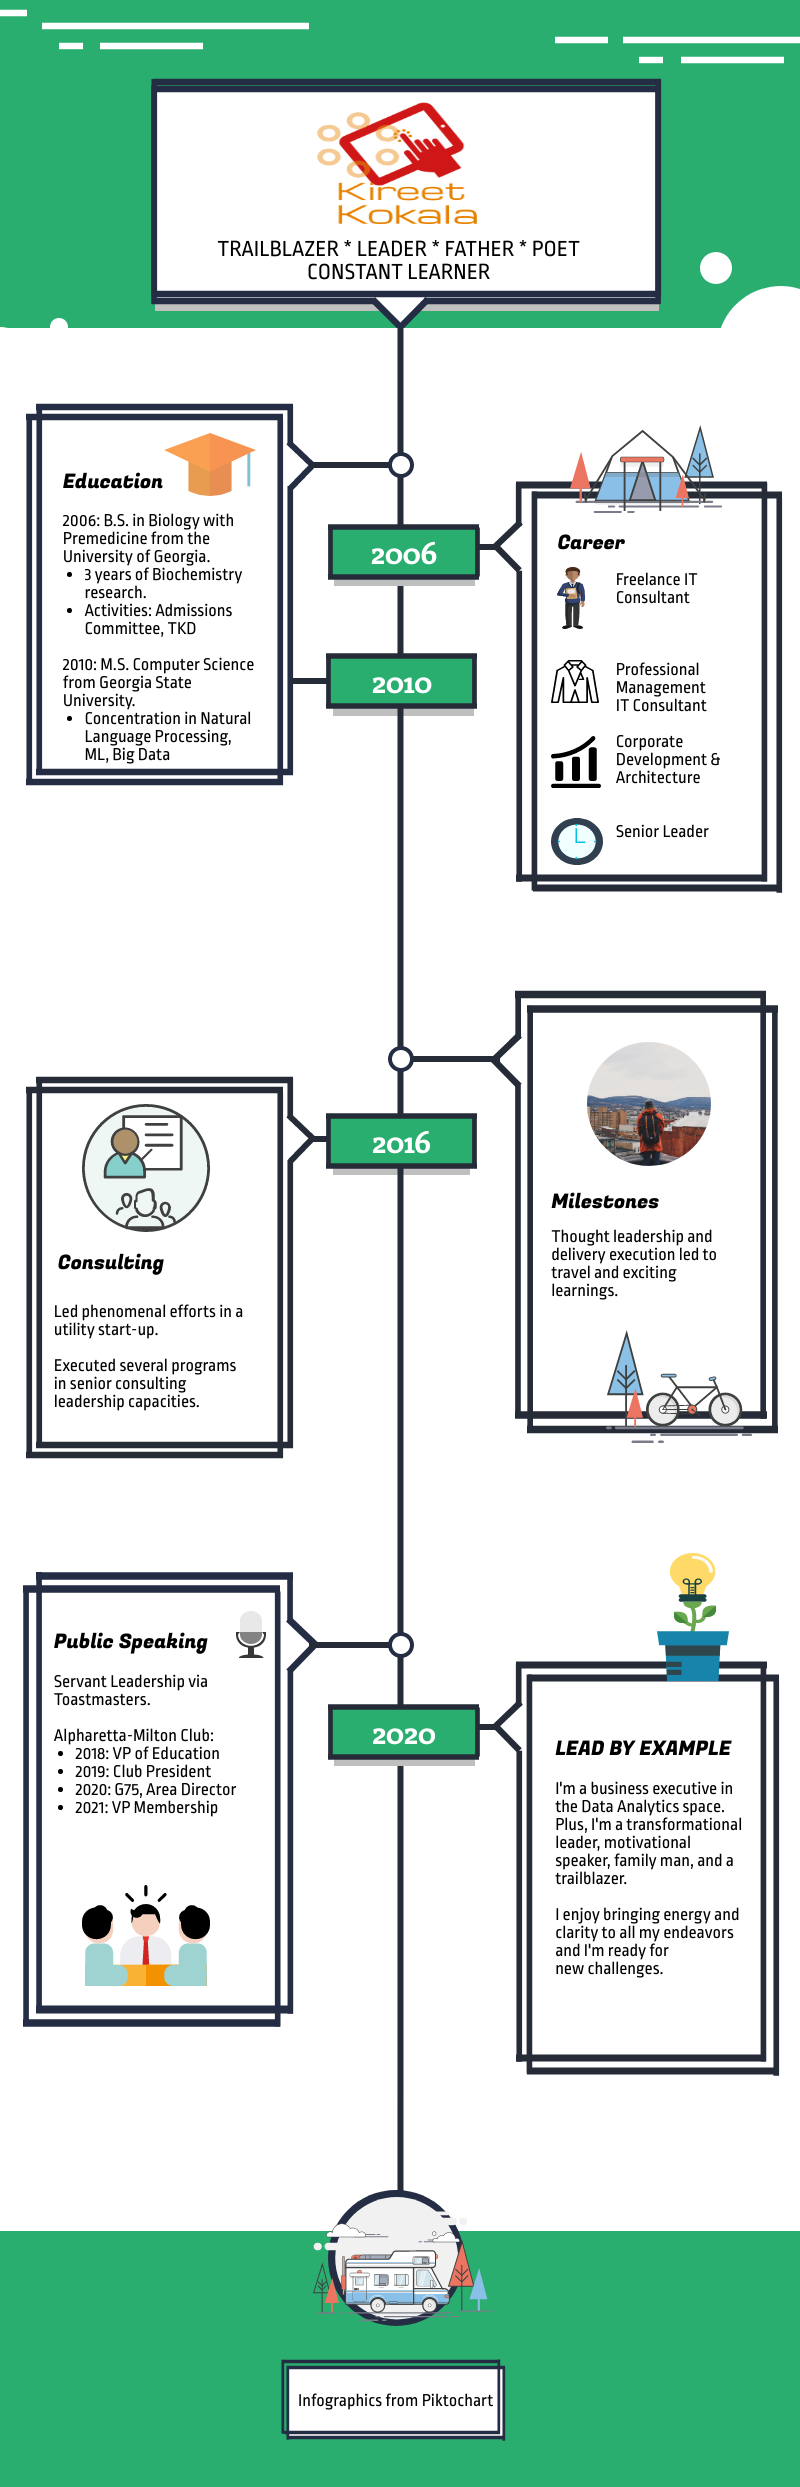 Kireet
Kokala
TRAILBLAZER * LEADER * FATHER * POET
CONSTANT LEARNER
Education
2006: B.S. in Biology with
Premedicine from the
University of Georgia.
• 3 years of Biochemistry
research.
• Activities: Admissions
Committee, TKD
2010: M.S. Computer Science
from Georgia State
University.
• Concentration in Natural
Language Processing,
ML, Big Data
2006
2010
Career
Freelance IT
Consultant
Professional
Management
IT Consultant
Corporate
Development &
Architecture
Senior Leader
2016
Milestones
Thought leadership and
delivery execution led to
travel and exciting
learnings.
Consulting
Led phenomenal efforts in a
utility start-up.
Executed several programs
in senior consulting
leadership capacities.
Public Speaking
Servant Leadership via
Toastmasters.
Alpharetta-Milton Club:
• 2018: VP of Education
• 2019: Club President
• 2020: G75, Area Director
• 2021: VP Membership
2020
LEAD BY EXAMPLE
I'm a business executive in
the Data Analytics space.
Plus, I'm a transformational
leader, motivational
speaker, family man, and a
trailblazer.
I enjoy bringing energy and
clarity to all my endeavors
and I'm ready for
new challenges.
Infographics from Piktochart